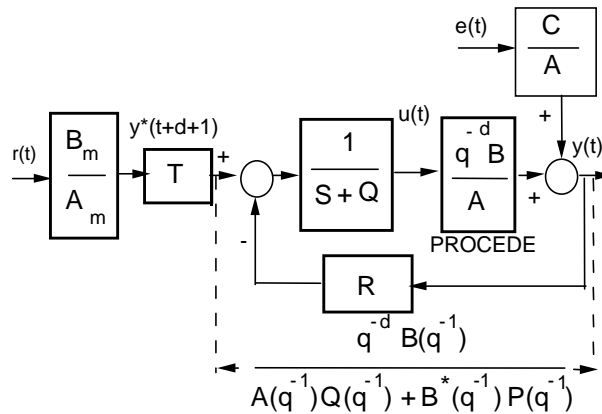 e(t)
C
A
r(t)
B m
A m
y*(t+d+1)
T
+
-
1
S + Q
u(t)
q -d B
A
PROCEDE
+
+
y(t)
R
q -d B(q -1)
A(q -1)Q(q -1) + B*(q -1) P(q -1)